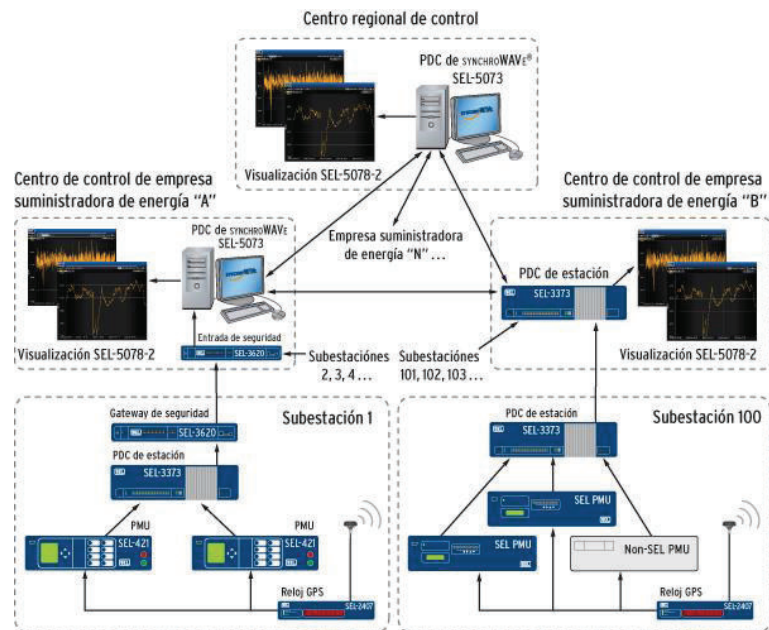 Centro regional de control
PDC de SYNCHROWAVE®
SEL-5073
Visualización SEL-5078-2
Centro de control de empresa
suministradora de energía "A"
PDC de SYNCHROWAVE
SEL-5073
Visualización SEL-5078-2
Entrada de seguridad
SEL-3620
Empresa suministradora
de energía "N" ...
Centro de control de empresa
suministradora de energía "B"
PDC de estación
SEL-3373
Visualización SEL-5078-2
Subestaciónes
2, 3, 4 ...
Subestaciónes
101, 102, 103 ...
Subestación 1
Gateway de seguridad
SEL-3620
PDC de estación
SEL-3373
PMU
SEL-421
PMU
SEL-421
Reloj GPS
SEL-2407
Subestación 100
PDC de estación
SEL-3373
SEL PMU
SEL PMU
Non-SEL PMU
Reloj GPS
SEL-2407